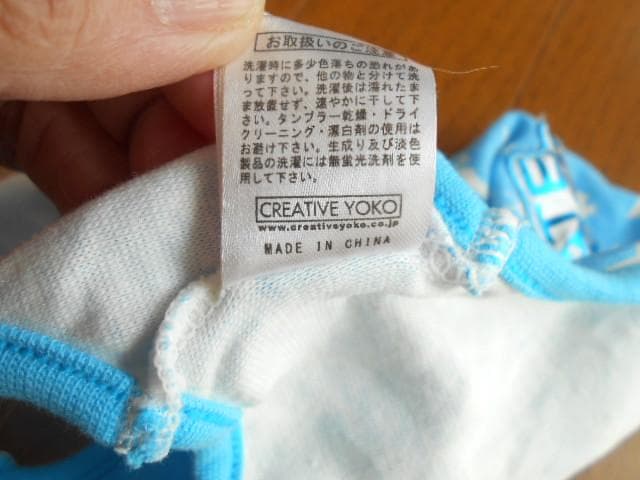 お取扱いのご注意
洗濯時に多少色落ちの恐れがあ
りますので、他の物と分けて洗
って下さい。洗濯後は濡れたま
ま放置せず、速やかに干して下
さい。タンブラー乾燥・ドライ
クリーニング・漂白剤の使用は
お避け下さい。生成り及び淡色
製品の洗濯には無蛍光洗剤を使
用して下さい。
CREATIVE YOKO
www.creativeyoko.co.jp
MADE IN CHINA